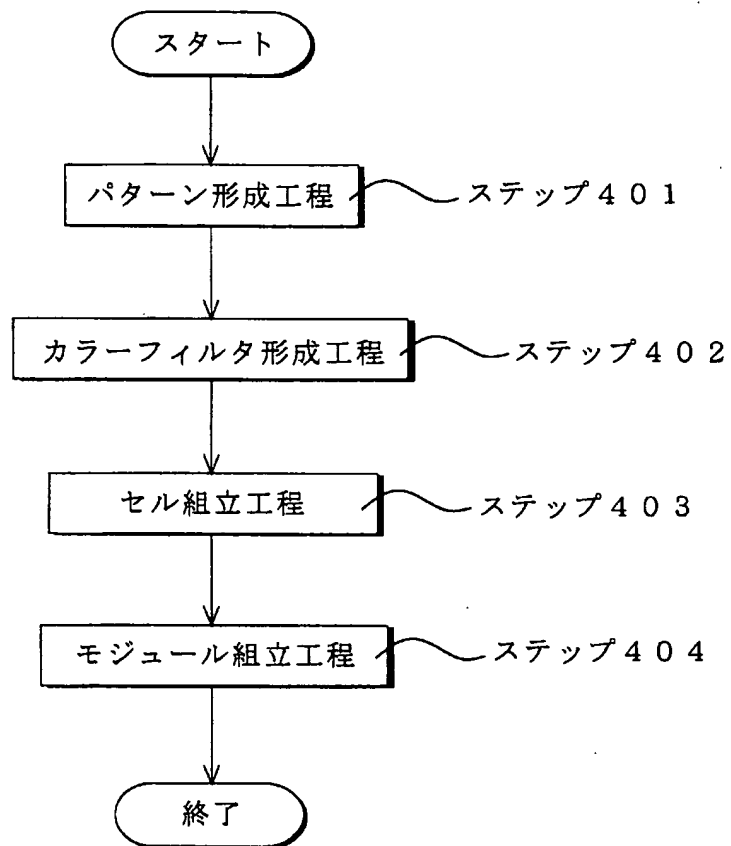 スタート
パターン形成工程 ステップ４０１
カラーフィルタ形成工程 ステップ４０２
セル組立工程 ステップ４０３
モジュール組立工程 ステップ４０４
終了